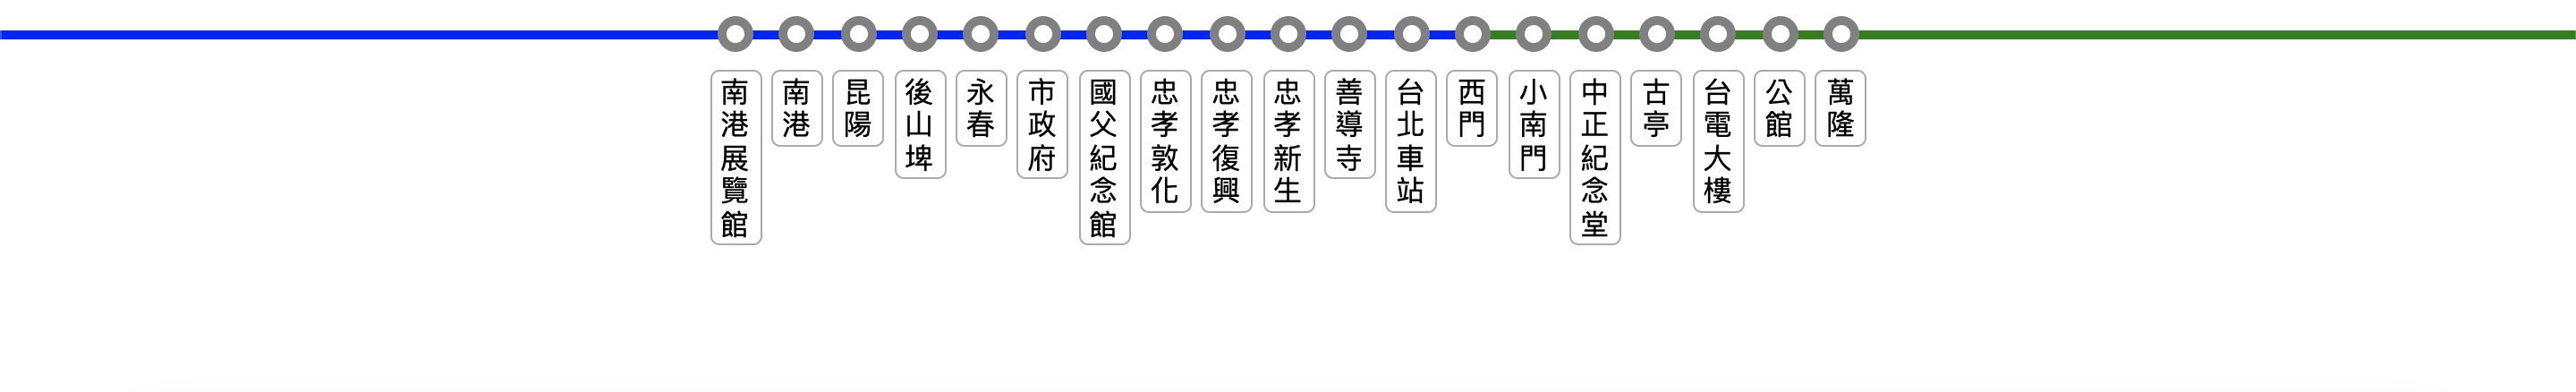 南港展覽館
南港
昆陽
後山埤
永春
市政府
國父紀念館
忠孝敦化
忠孝復興
忠孝新生
善導寺
台北車站
西門
小南門
中正紀念堂
古亭
台電大樓
公館
萬隆